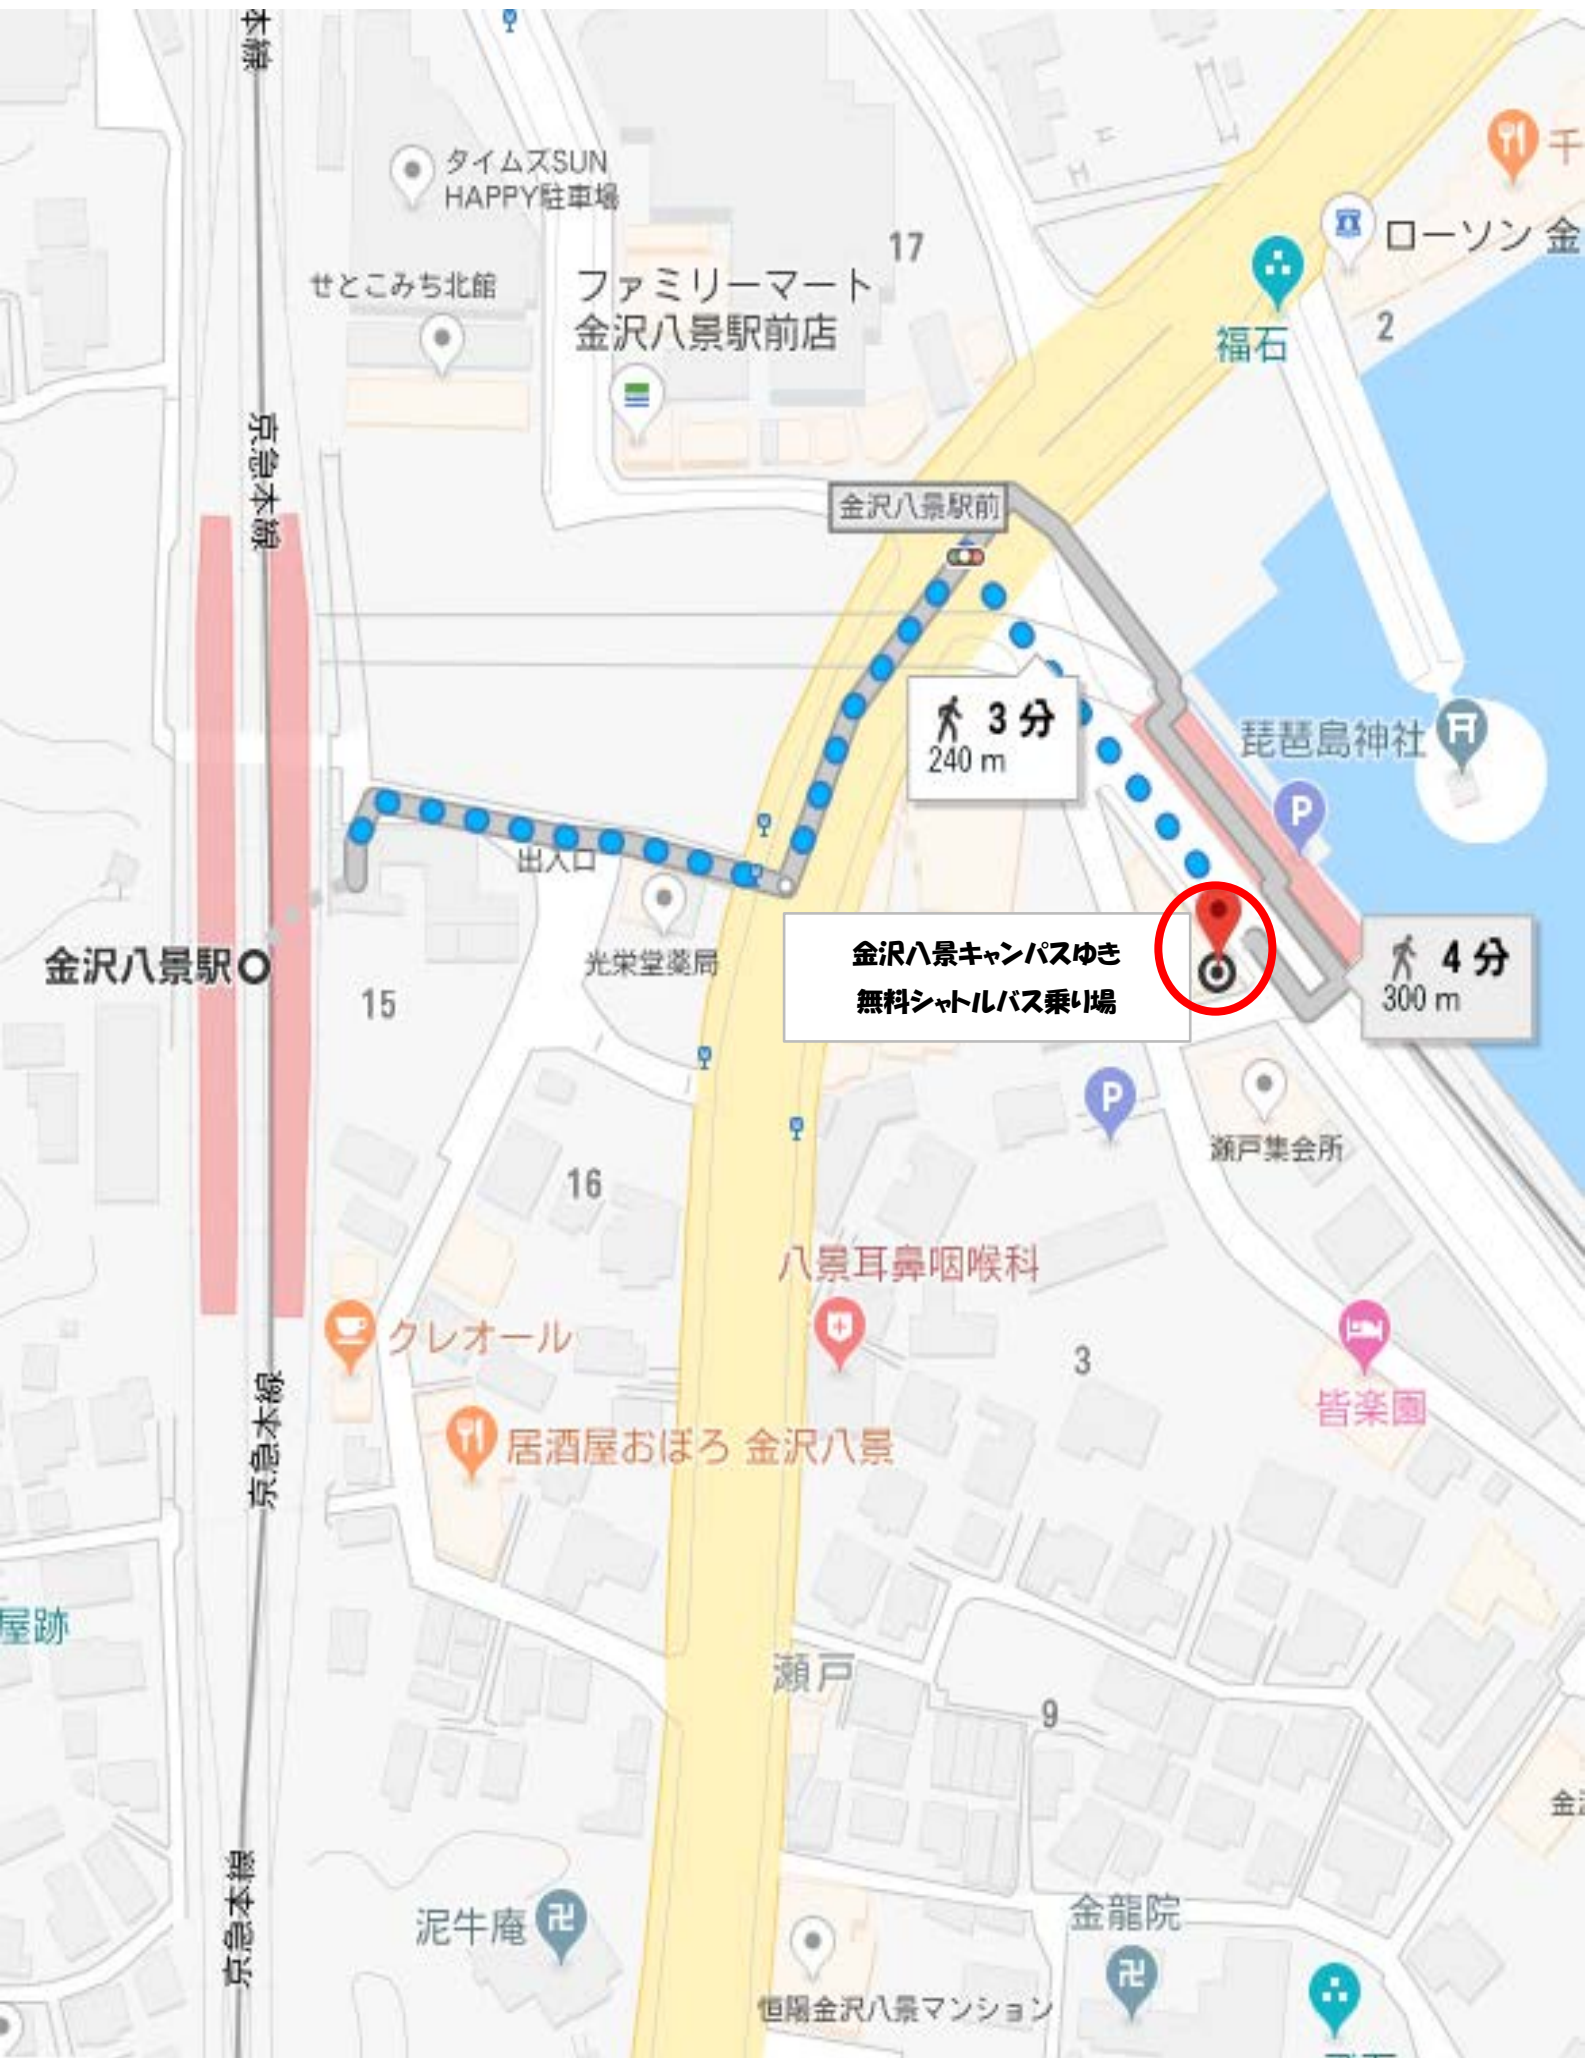 本線
タイムズSUN
HAPPY駐車場
千
ローソン 金
17
せとこみち北館
ファミリーマート
金沢八景駅前店
2
福石
京急本線
金沢八景駅前
3 分
240 m
琵琶島神社
P
出入口
光栄堂薬局
金沢八景駅
金沢八景キャンパスゆき
無料シャトルバス乗り場
4 分
300 m
15
P
瀬戸集会所
16
八景耳鼻咽喉科
クレオール
3
皆楽園
京急本線
居酒屋おぼろ 金沢八景
屋跡
瀬戸
9
金
京急本線
泥牛庵
金龍院
恒陽金沢八景マンション